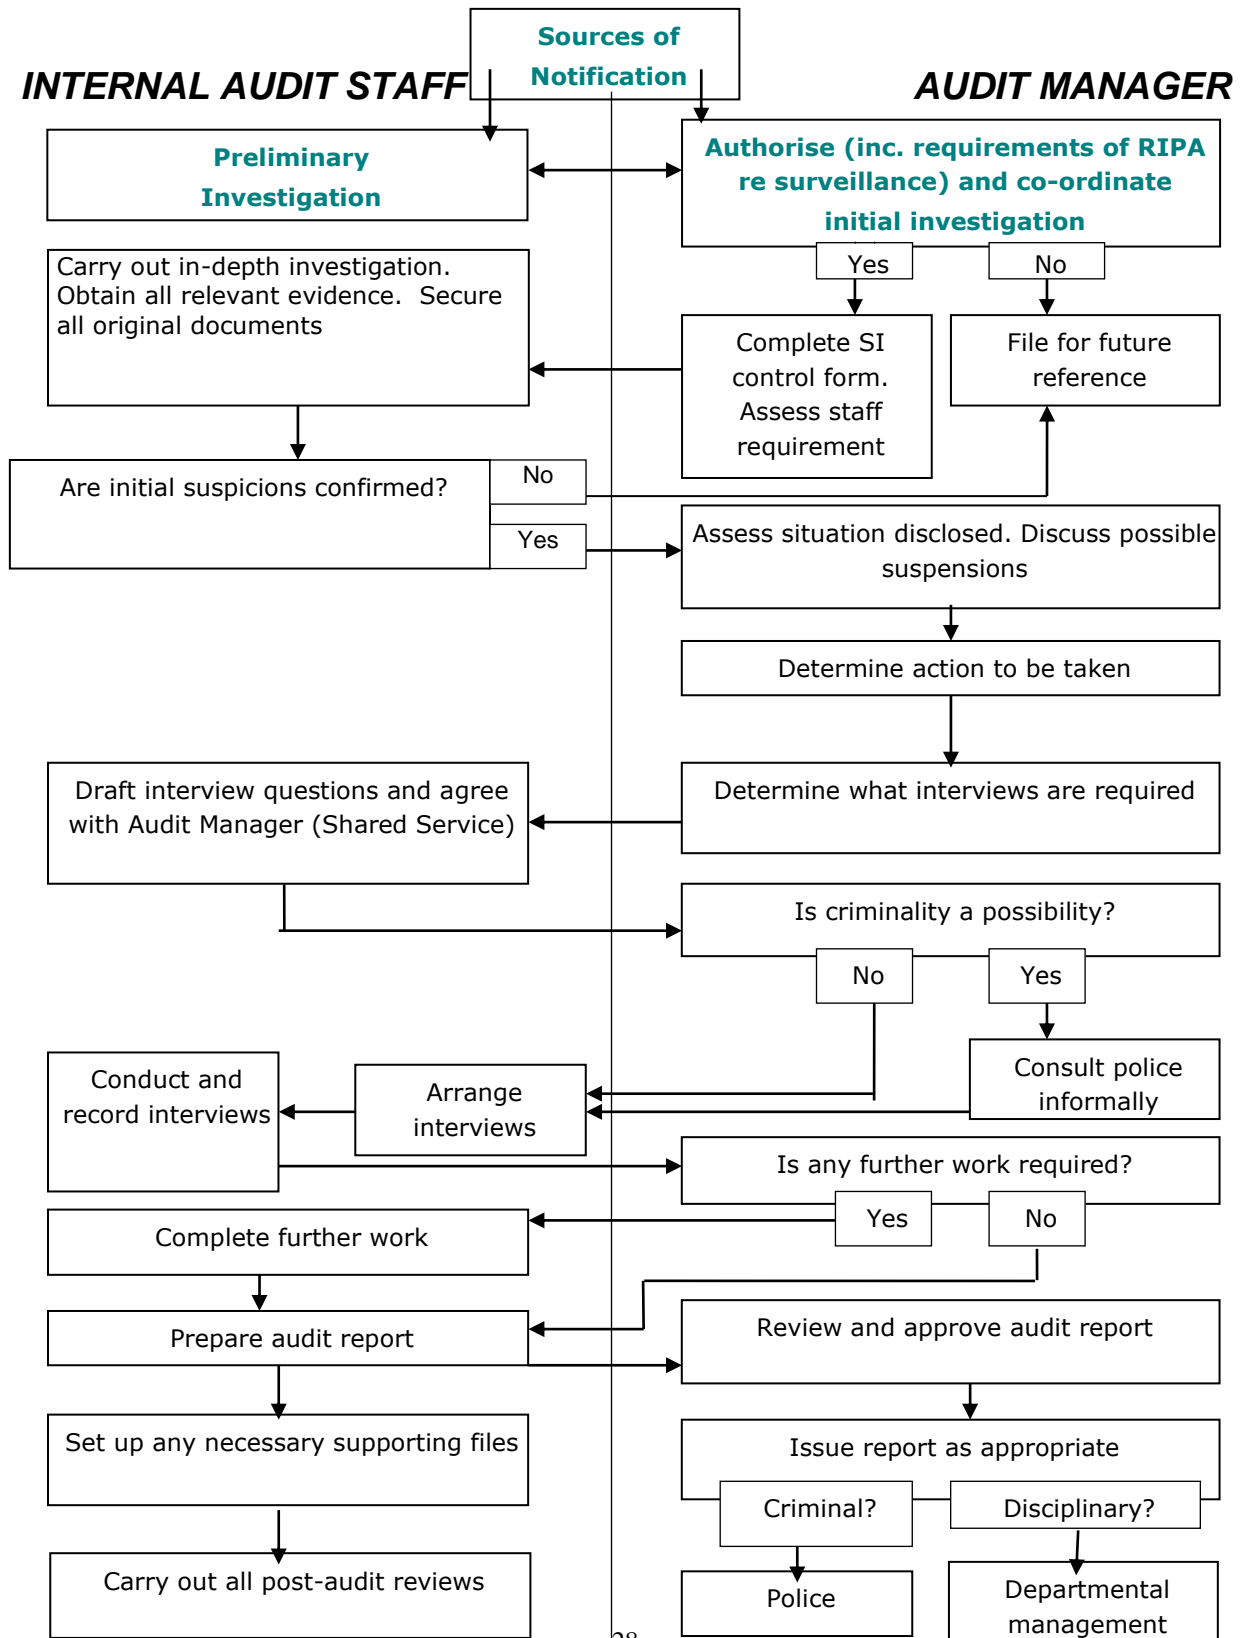 Sources of
Notification
INTERNAL AUDIT STAFF
AUDIT MANAGER
Preliminary
Investigation
Authorise (inc. requirements of RIPA
re surveillance) and co-ordinate
initial investigation
Yes
No
Carry out in-depth investigation.
Obtain all relevant evidence.  Secure
all original documents
Complete SI
control form.
Assess staff
requirement
File for future
reference
Are initial suspicions confirmed?
No
Yes
Assess situation disclosed. Discuss possible
suspensions
Determine action to be taken
Draft interview questions and agree
with Audit Manager (Shared Service)
Determine what interviews are required
Is criminality a possibility?
No
Yes
Conduct and
record interviews
Arrange
interviews
Consult police
informally
Is any further work required?
Yes
No
Complete further work
Prepare audit report
Review and approve audit report
Set up any necessary supporting files
Issue report as appropriate
Criminal?
Disciplinary?
Carry out all post-audit reviews
Police
Departmental
management